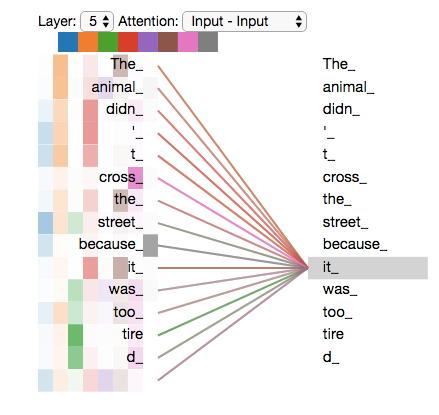 Layer: 5 Attention: Input - Input
The_ The_
animal_ animal_
didn_ didn_
'_ '_
t_ t_
cross_ cross_
the_ the_
street_ street_
because_ because_
it_ it_
was_ was_
too_ too_
tire tire
d_ d_